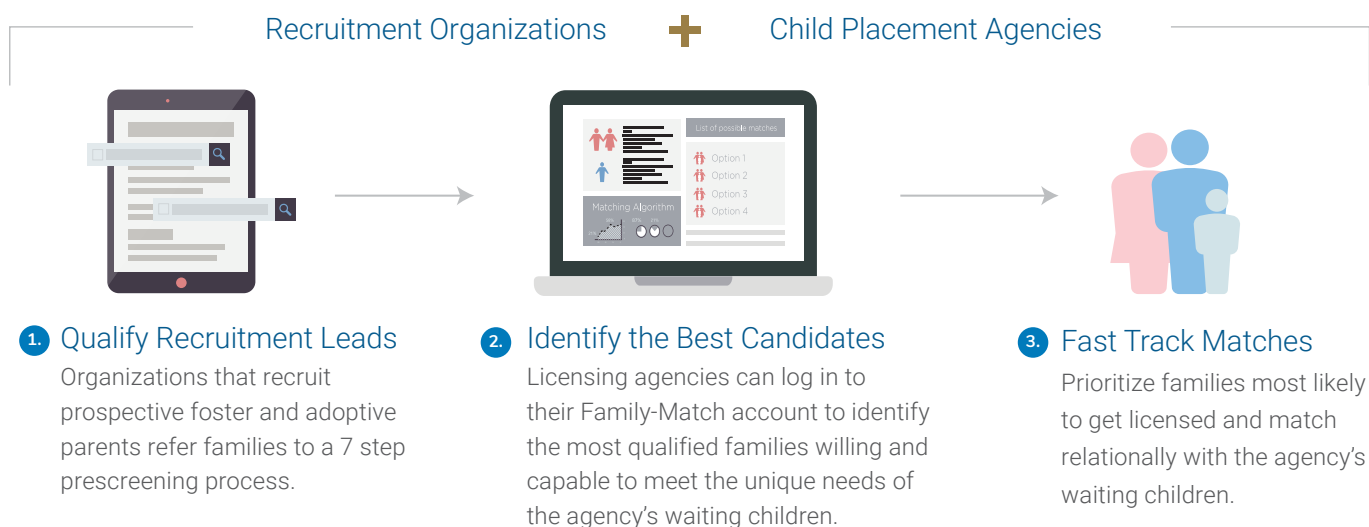 Recruitment Organizations + Child Placement Agencies
List of possible matches
Option 1
Option 2
Option 3
Option 4
Matching Algorithm
1. Qualify Recruitment Leads
Organizations that recruit
prospective foster and adoptive
parents refer families to a 7 step
prescreening process.
2. Identify the Best Candidates
Licensing agencies can log in to
their Family-Match account to identify
the most qualified families willing and
capable to meet the unique needs of
the agency’s waiting children.
3. Fast Track Matches
Prioritize families most likely
to get licensed and match
relationally with the agency’s
waiting children.